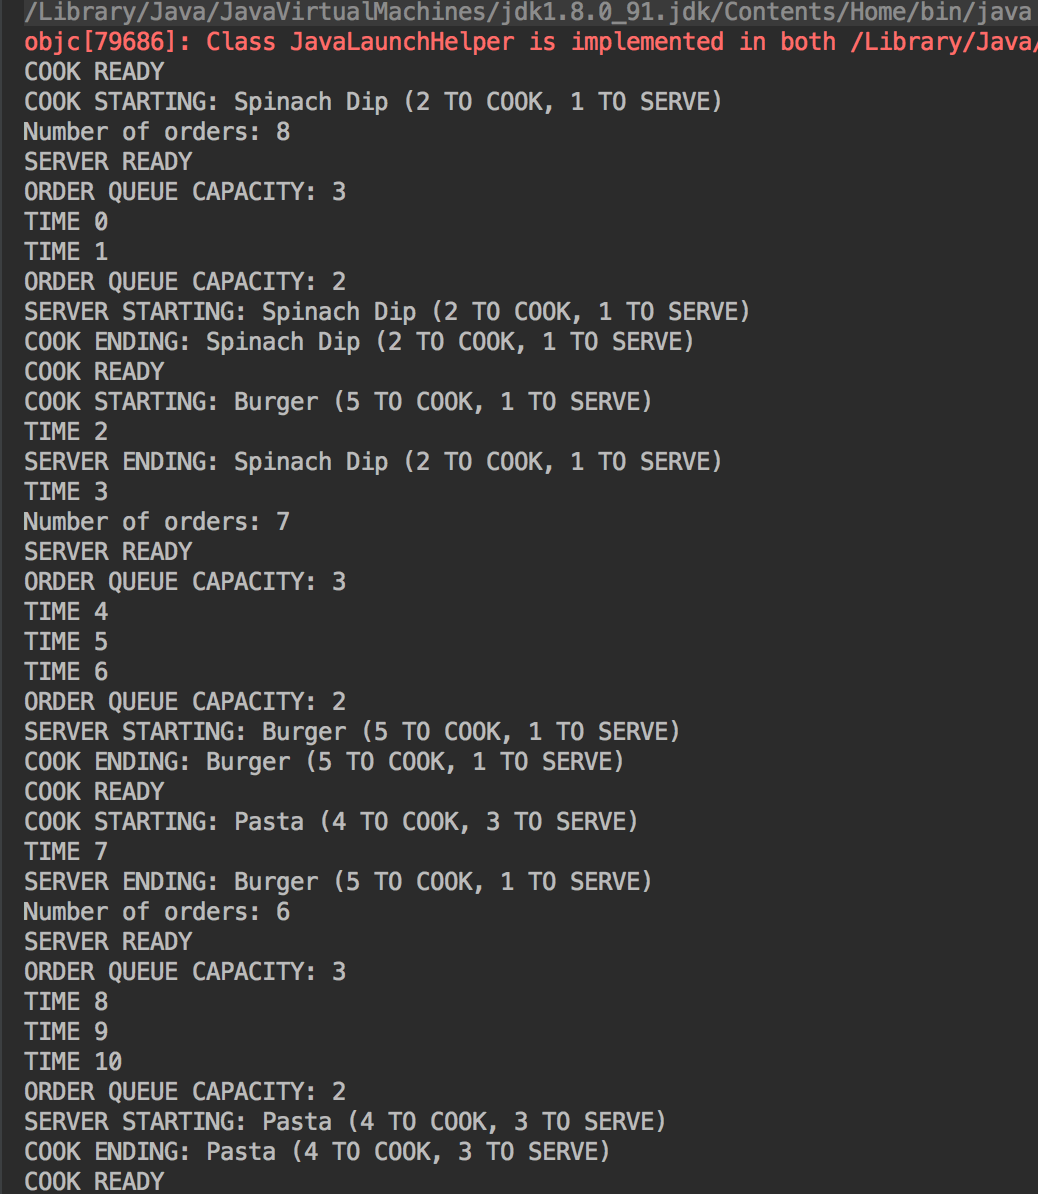 /Library/Java/JavaVirtualMachines/jdk1.8.0_91.jdk/Contents/Home/bin/java
objc[79686]: Class JavaLaunchHelper is implemented in both /Library/Java/
COOK READY
COOK STARTING: Spinach Dip (2 TO COOK, 1 TO SERVE)
Number of orders: 8
SERVER READY
ORDER QUEUE CAPACITY: 3
TIME 0
TIME 1
ORDER QUEUE CAPACITY: 2
SERVER STARTING: Spinach Dip (2 TO COOK, 1 TO SERVE)
COOK ENDING: Spinach Dip (2 TO COOK, 1 TO SERVE)
COOK READY
COOK STARTING: Burger (5 TO COOK, 1 TO SERVE)
TIME 2
SERVER ENDING: Spinach Dip (2 TO COOK, 1 TO SERVE)
TIME 3
Number of orders: 7
SERVER READY
ORDER QUEUE CAPACITY: 3
TIME 4
TIME 5
TIME 6
ORDER QUEUE CAPACITY: 2
SERVER STARTING: Burger (5 TO COOK, 1 TO SERVE)
COOK ENDING: Burger (5 TO COOK, 1 TO SERVE)
COOK READY
COOK STARTING: Pasta (4 TO COOK, 3 TO SERVE)
TIME 7
SERVER ENDING: Burger (5 TO COOK, 1 TO SERVE)
Number of orders: 6
SERVER READY
ORDER QUEUE CAPACITY: 3
TIME 8
TIME 9
TIME 10
ORDER QUEUE CAPACITY: 2
SERVER STARTING: Pasta (4 TO COOK, 3 TO SERVE)
COOK ENDING: Pasta (4 TO COOK, 3 TO SERVE)
COOK READY